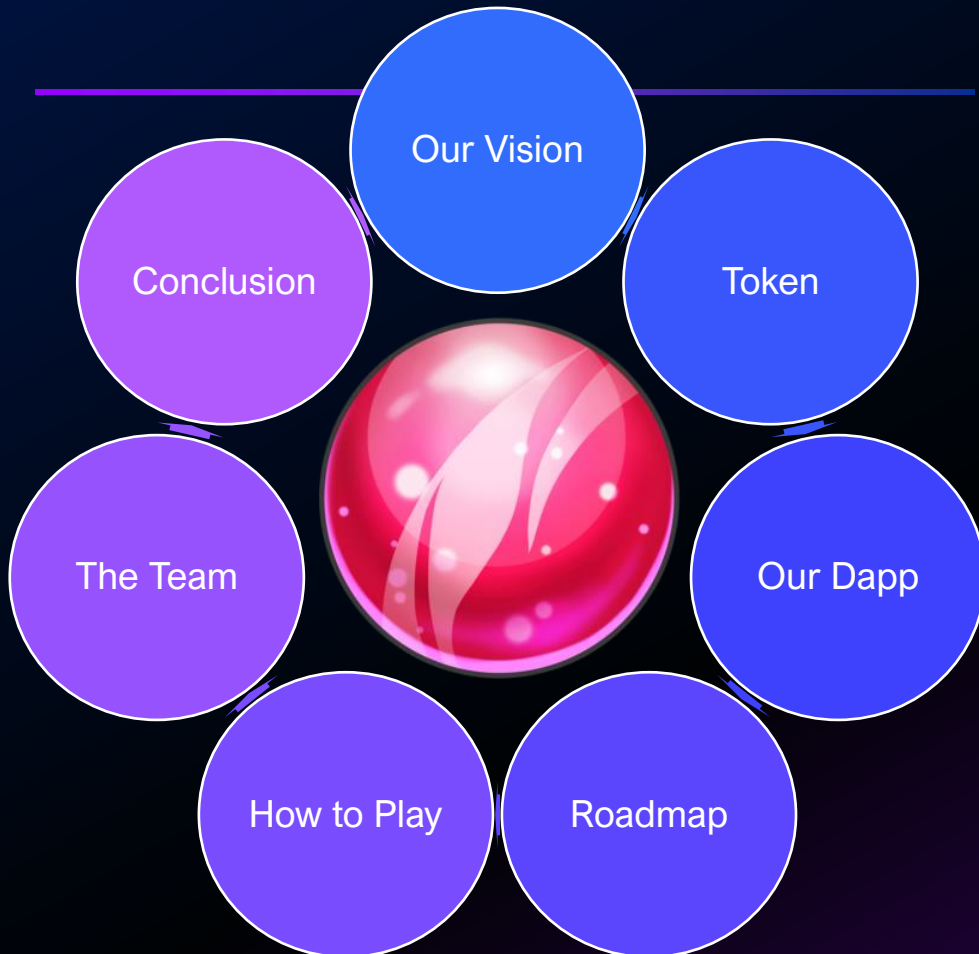 Our Vision
Token
Our Dapp
Roadmap
How to Play
The Team
Conclusion